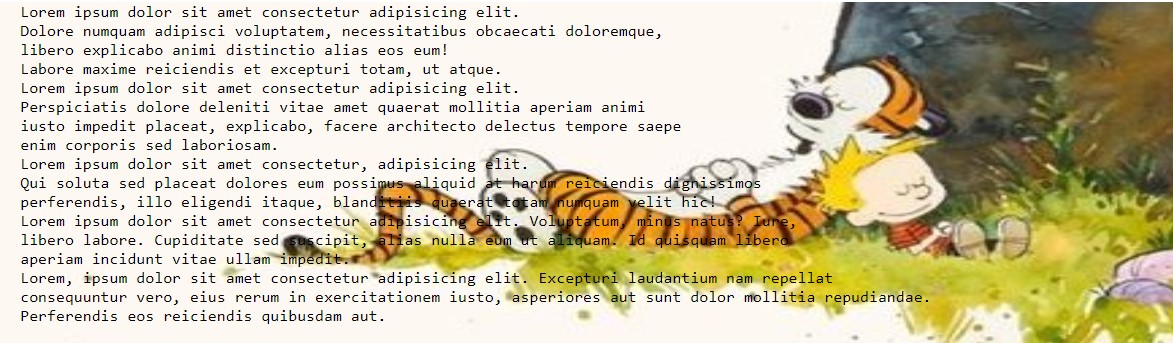 Lorem ipsum dolor sit amet consectetur adipisicing elit.
Dolore numquam adipisci voluptatem, necessitatibus obcaecati doloremque,
libero explicabo animi distinctio alias eos eum!
Labore maxime reiciendis et excepturi totam, ut atque.
Lorem ipsum dolor sit amet consectetur adipisicing elit.
Perspiciatis dolore deleniti vitae amet quaerat mollitia aperiam animi
iusto impedit placeat, explicabo, facere architecto delectus tempore saepe
enim corporis sed laboriosam.
Lorem ipsum dolor sit amet consectetur, adipisicing elit.
Qui soluta sed placeat dolores eum possimus aliquid at harum reiciendis dignissimos
perferendis, illo eligendi itaque, blanditiis quaerat totam numquam velit hic!
Lorem ipsum dolor sit amet consectetur adipisicing elit. Voluptatum, minus natus? Iure,
libero labore. Cupiditate sed suscipit, alias nulla eum ut aliquam. Id quisquam libero
aperiam incidunt vitae ullam impedit.
Lorem, ipsum dolor sit amet consectetur adipisicing elit. Excepturi laudantium nam repellat
consequuntur vero, eius rerum in exercitationem iusto, asperiores aut sunt dolor mollitia repudiandae.
Perferendis eos reiciendis quibusdam aut.